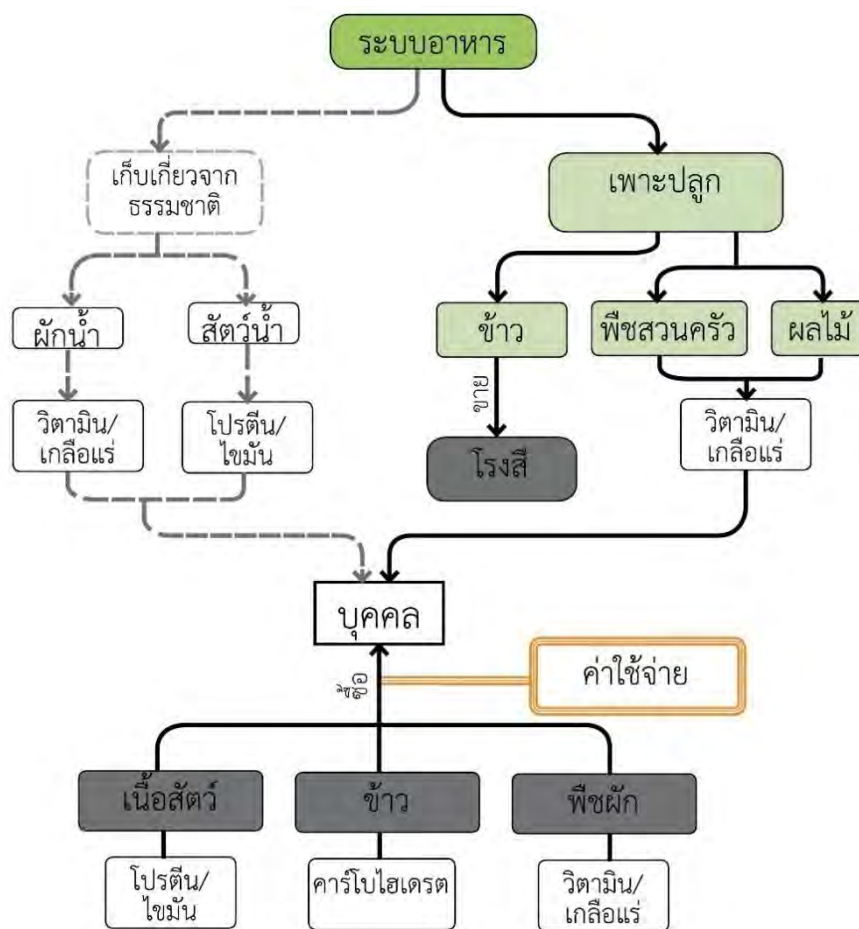 ระบบอาหาร
เก็บเกี่ยวจาก
ธรรมชาติ
เพาะปลูก
ผักน้ำ
สัตว์น้ำ
ข้าว
พืชสวนครัว
ผลไม้
วิตามิน/
เกลือแร่
โปรตีน/
ไขมัน
ขาย
โรงสี
วิตามิน/
เกลือแร่
บุคคล
ซื้อ
ค่าใช้จ่าย
เนื้อสัตว์
ข้าว
พืชผัก
โปรตีน/
ไขมัน
คาร์โบไฮเดรต
วิตามิน/
เกลือแร่